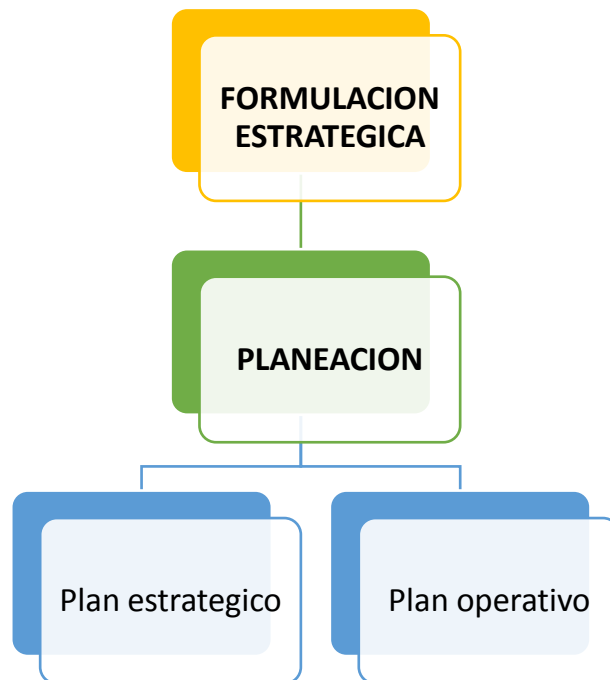 FORMULACION
ESTRATEGICA
PLANEACION
Plan estrategico
Plan operativo